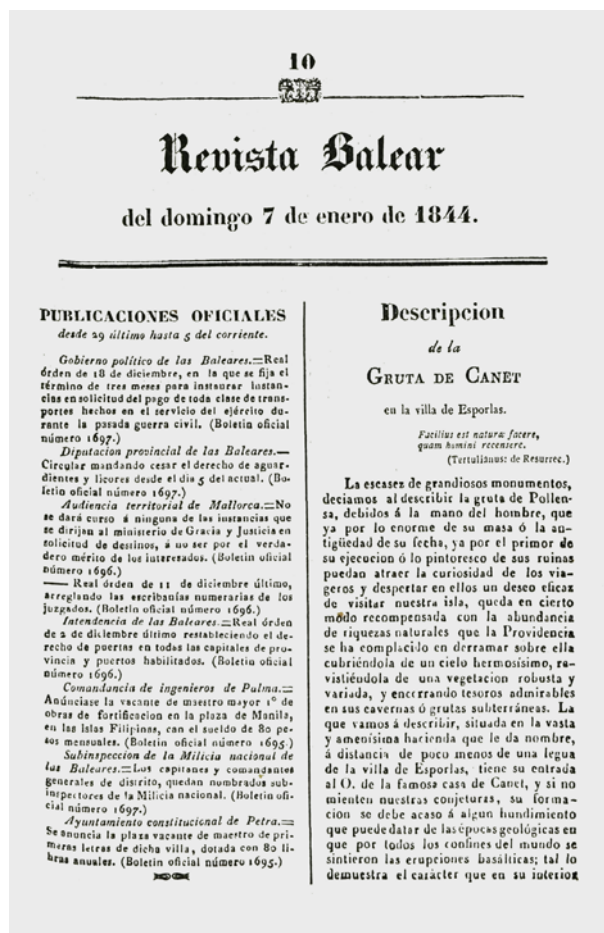 10
Revista Balear
del domingo 7 de enero de 1844.
PUBLICACIONES OFICIALES
desde 29 último hasta 5 del corriente.
Gobierno político de las Baleares.=Real
órden de 18 de diciembre, en la que se fija el
término de tres meses para instaurar instan-
cias en solicitud del pago de toda clase de trans-
portes hechos en el servicio del ejército du-
rante la pasada guerra civil. (Boletin oficial
número 1697.)
Diputacion provincial de las Baleares.—
Circular mandando cesar el derecho de aguar-
dientes y licores desde el dia 5 del actual. (Bo-
letin oficial número 1697.)
Audiencia territorial de Mallorca.=No
se dará curso á ninguna de las instancias que
se dirijan al ministerio de Gracia y Justicia en
solicitud de destinos, á no ser por el verda-
dero mérito de los interesados. (Boletin oficial
número 1696.)
— Real órden de 11 de diciembre último,
arreglando las escribanías numerarias de los
juzgados. (Boletin oficial número 1696.)
Intendencia de las Baleares.=Real órden
de 2 de diciembre último restableciendo el de-
recho de puertas en todas las capitales de pro-
vincia y puertos habilitados. (Boletin oficial
número 1696.)
Comandancia de ingenieros de Palma.=
Anúnciase la vacante de maestro mayor 1º de
obras de fortificacion en la plaza de Manila,
en las Islas Filipinas, con el sueldo de 80 pe-
sos mensuales. (Boletin oficial número 1695.)
Subinspeccion de la Milicia nacional de
las Baleares.=Los capitanes y comandantes
generales de distrito, quedan nombrados sub-
inspectores de la Milicia nacional. (Boletin ofi-
cial número 1697.)
Ayuntamiento constitucional de Petra.=
Se anuncia la plaza vacante de maestro de pri-
meras letras de dicha villa, dotada con 80 li-
bras anuales. (Boletin oficial número 1695.)
Descripcion
de la
GRUTA DE CANET
en la villa de Esporlas.
Facilius est naturæ facere,
quam homini recensere.
(Tertulianus: de Resurrec.)
La escasez de grandiosos monumentos,
deciamos al describir la gruta de Pollen-
sa, debidos á la mano del hombre, que
ya por lo enorme de su masa ó la an-
tigüedad de su fecha, ya por el primor de
su ejecucion ó lo pintoresco de sus ruinas
puedan atraer la curiosidad de los via-
geros y despertar en ellos un deseo eficaz
de visitar nuestra isla, queda en cierto
modo recompensada con la abundancia
de riquezas naturales que la Providencia
se ha complacido en derramar sobre ella
cubriéndola de un cielo hermosísimo, re-
vistiéndola de una vegetacion robusta y
variada, y encerrando tesoros admirables
en sus cavernas ó grutas subterráneas. La
que vamos á describir, situada en la vasta
y amenísima hacienda que le da nombre,
á distancia de poco menos de una legua
de la villa de Esporlas, tiene su entrada
al O. de la famosa casa de Canet, y si no
mienten nuestras conjeturas, su forma-
cion se debe acaso á algun hundimiento
que puede datar de las épocas geológicas en
que por todos los confines del mundo se
sintieron las erupciones basálticas; tal lo
demuestra el carácter que en su interior